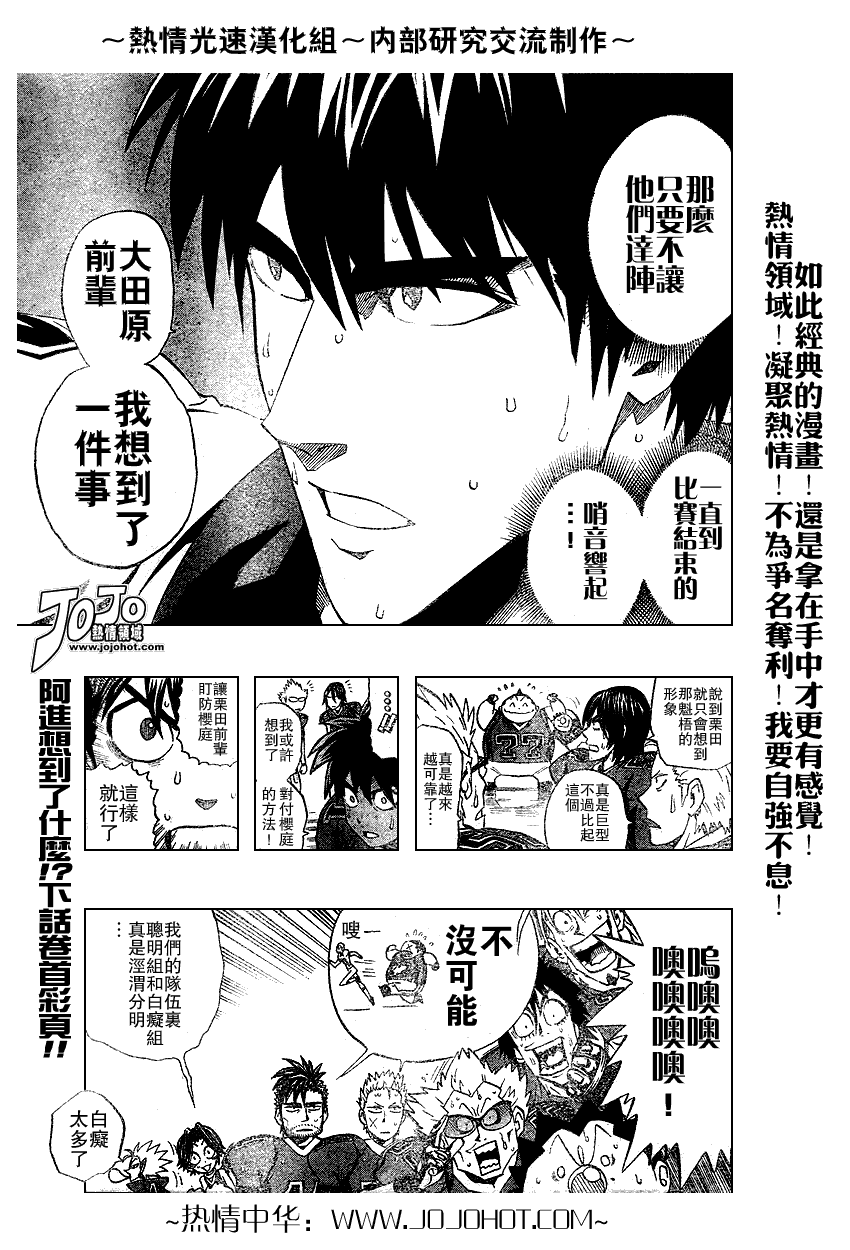 ～熱情光速漢化組～內部研究交流制作～
那麼
只要不讓
他們達陣
一直到
比賽結束的
哨音響起
…！
大田原
前輩
我想到了
一件事
JOJO
熱情領域
www.jojohot.com
如此經典的漫畫！還是拿在手中才更有感覺！
熱情領域！凝聚熱情！不為爭名奪利！我要自強不息！
說到栗田
就只會想到
那魁梧的
形象
77
真是巨型
不過比起
這個
真是越來
越可靠了…
我或許
想到了
對付櫻庭
的方法！
讓栗田前輩
盯防櫻庭
這樣
就行了
阿進想到了什麼!?下話卷首彩頁!!
嗚噢噢
噢噢噢噢！
不
沒可能
嗖一
我們的隊伍裏
聰明組和白癡組
真是涇渭分明
…
白癡
太多了
~热情中华：WWW.JOJOHOT.COM~